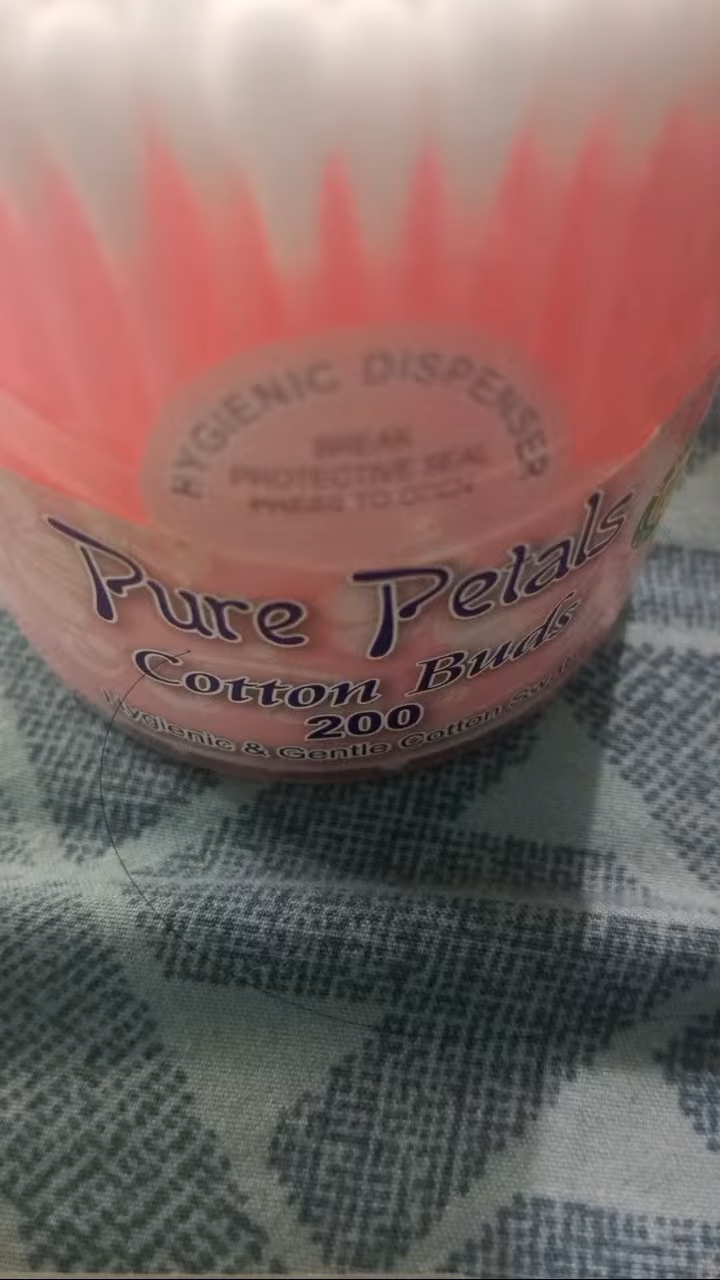 HYGIENIC DISPENSER
BREAK
PROTECTIVE SEAL
PRESS TO OPEN
Pure Petals
Cotton Buds
200
Hygienic & Gentle Cotton